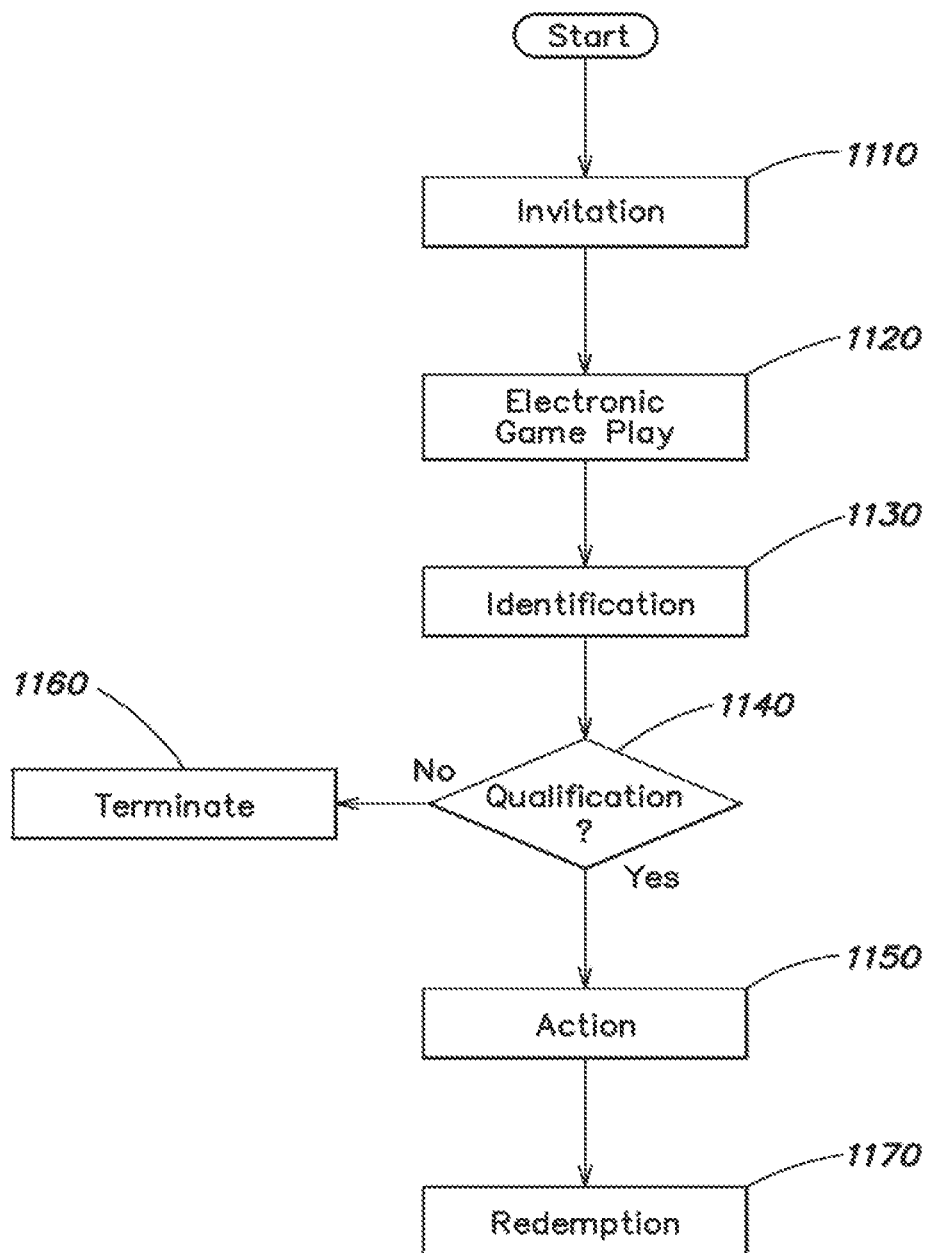 Start
1110
Invitation
1120
Electronic
Game Play
1130
Identification
1160
1140
No
Terminate
Qualification
?
Yes
1150
Action
1170
Redemption